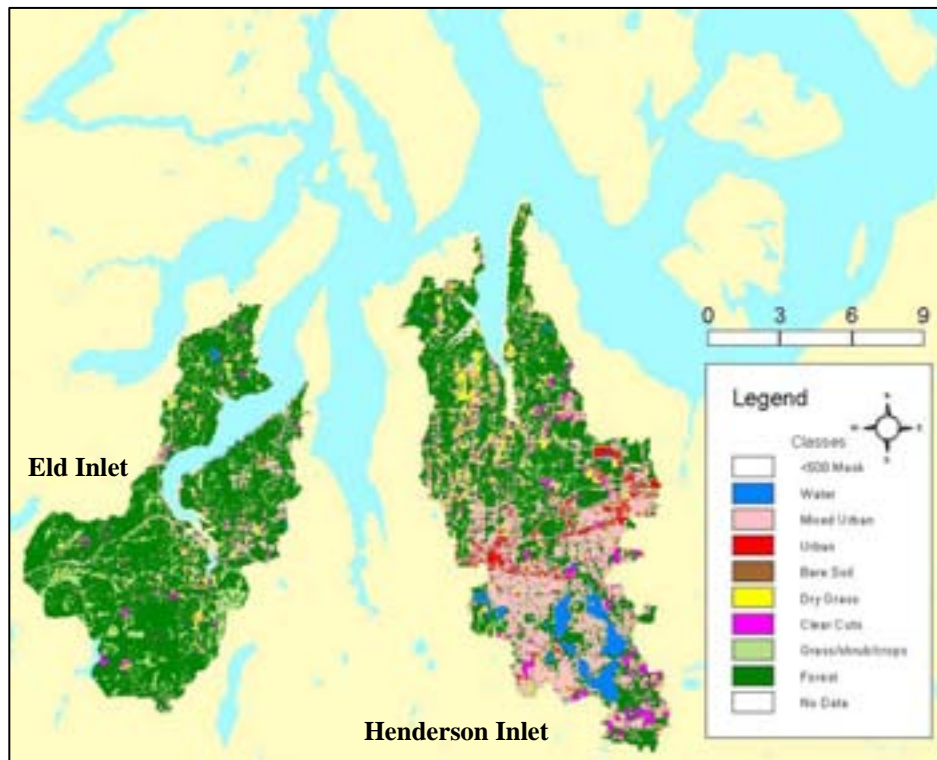 0 3 6 9
Legend
N
W E
S
Classes
<500 Mask
Water
Mixed Urban
Urban
Bare Soil
Dry Grass
Clear Cuts
Grass/shrub/crops
Forest
No Data
Eld Inlet
Henderson Inlet